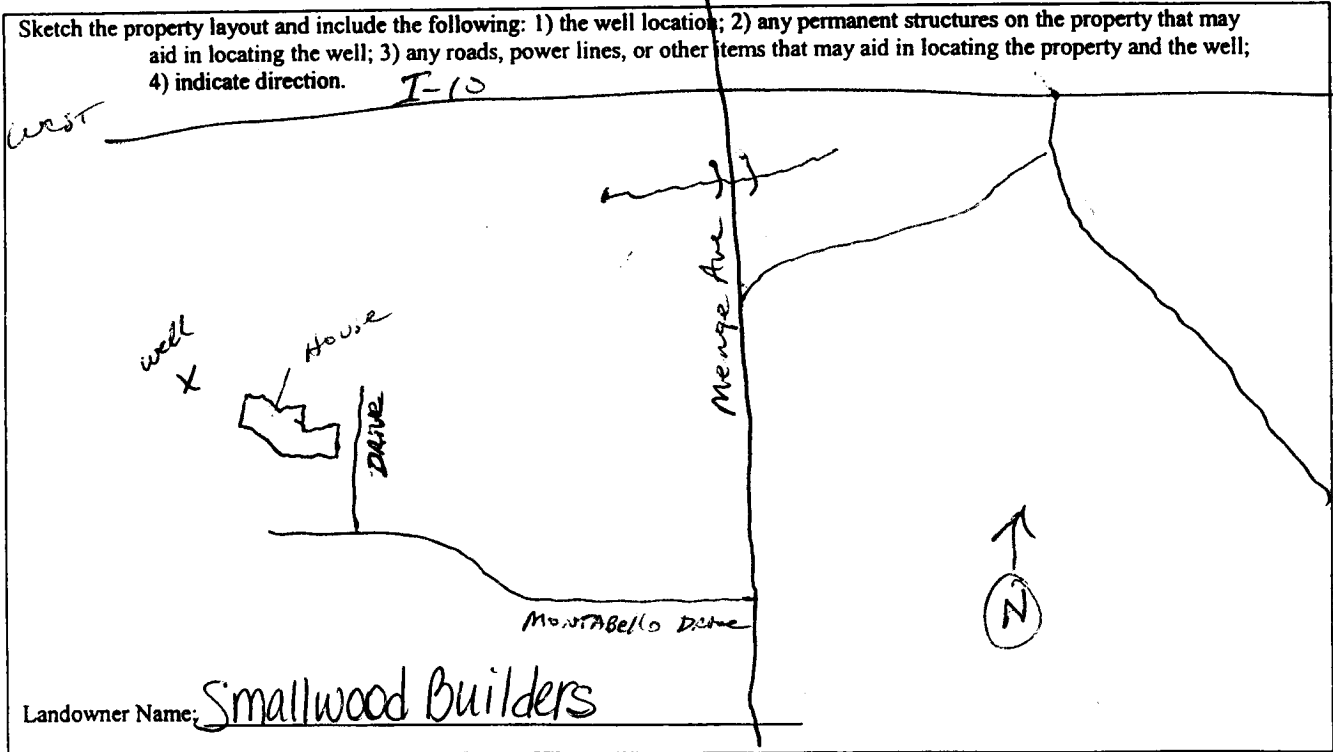 Sketch the property layout and include the following: 1) the well location; 2) any permanent structures on the property that may
aid in locating the well; 3) any roads, power lines, or other items that may aid in locating the property and the well;
4) indicate direction.
I-10
West
Menge Ave
well
X
House
DRIVE
N
MONTABello Drive
Landowner Name: Smallwood Builders